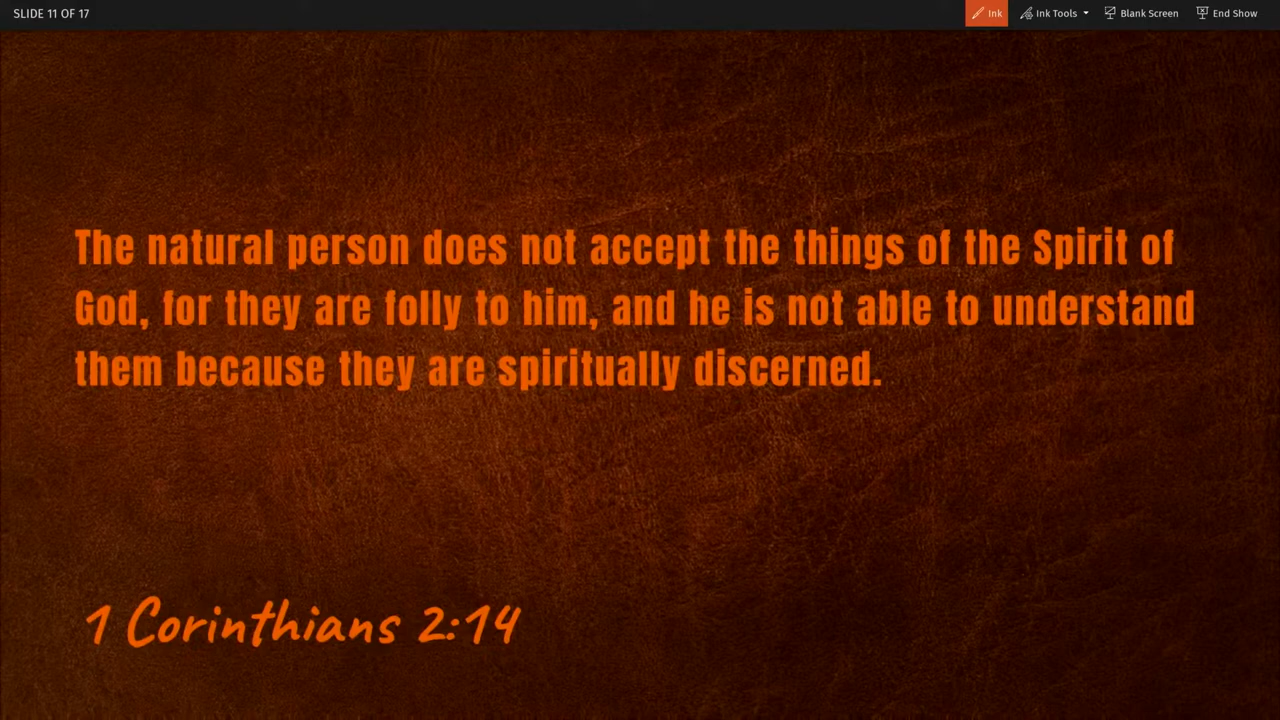 SLIDE 11 OF 17
Ink
Ink Tools
Blank Screen
End Show
The natural person does not accept the things of the Spirit of
God, for they are folly to him, and he is not able to understand
them because they are spiritually discerned.
1 Corinthians 2:14